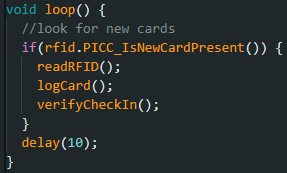 void loop() {
  //look for new cards
  if(rfid.PICC_IsNewCardPresent()) {
    readRFID();
    logCard();
    verifyCheckIn();
  }
  delay(10);
}